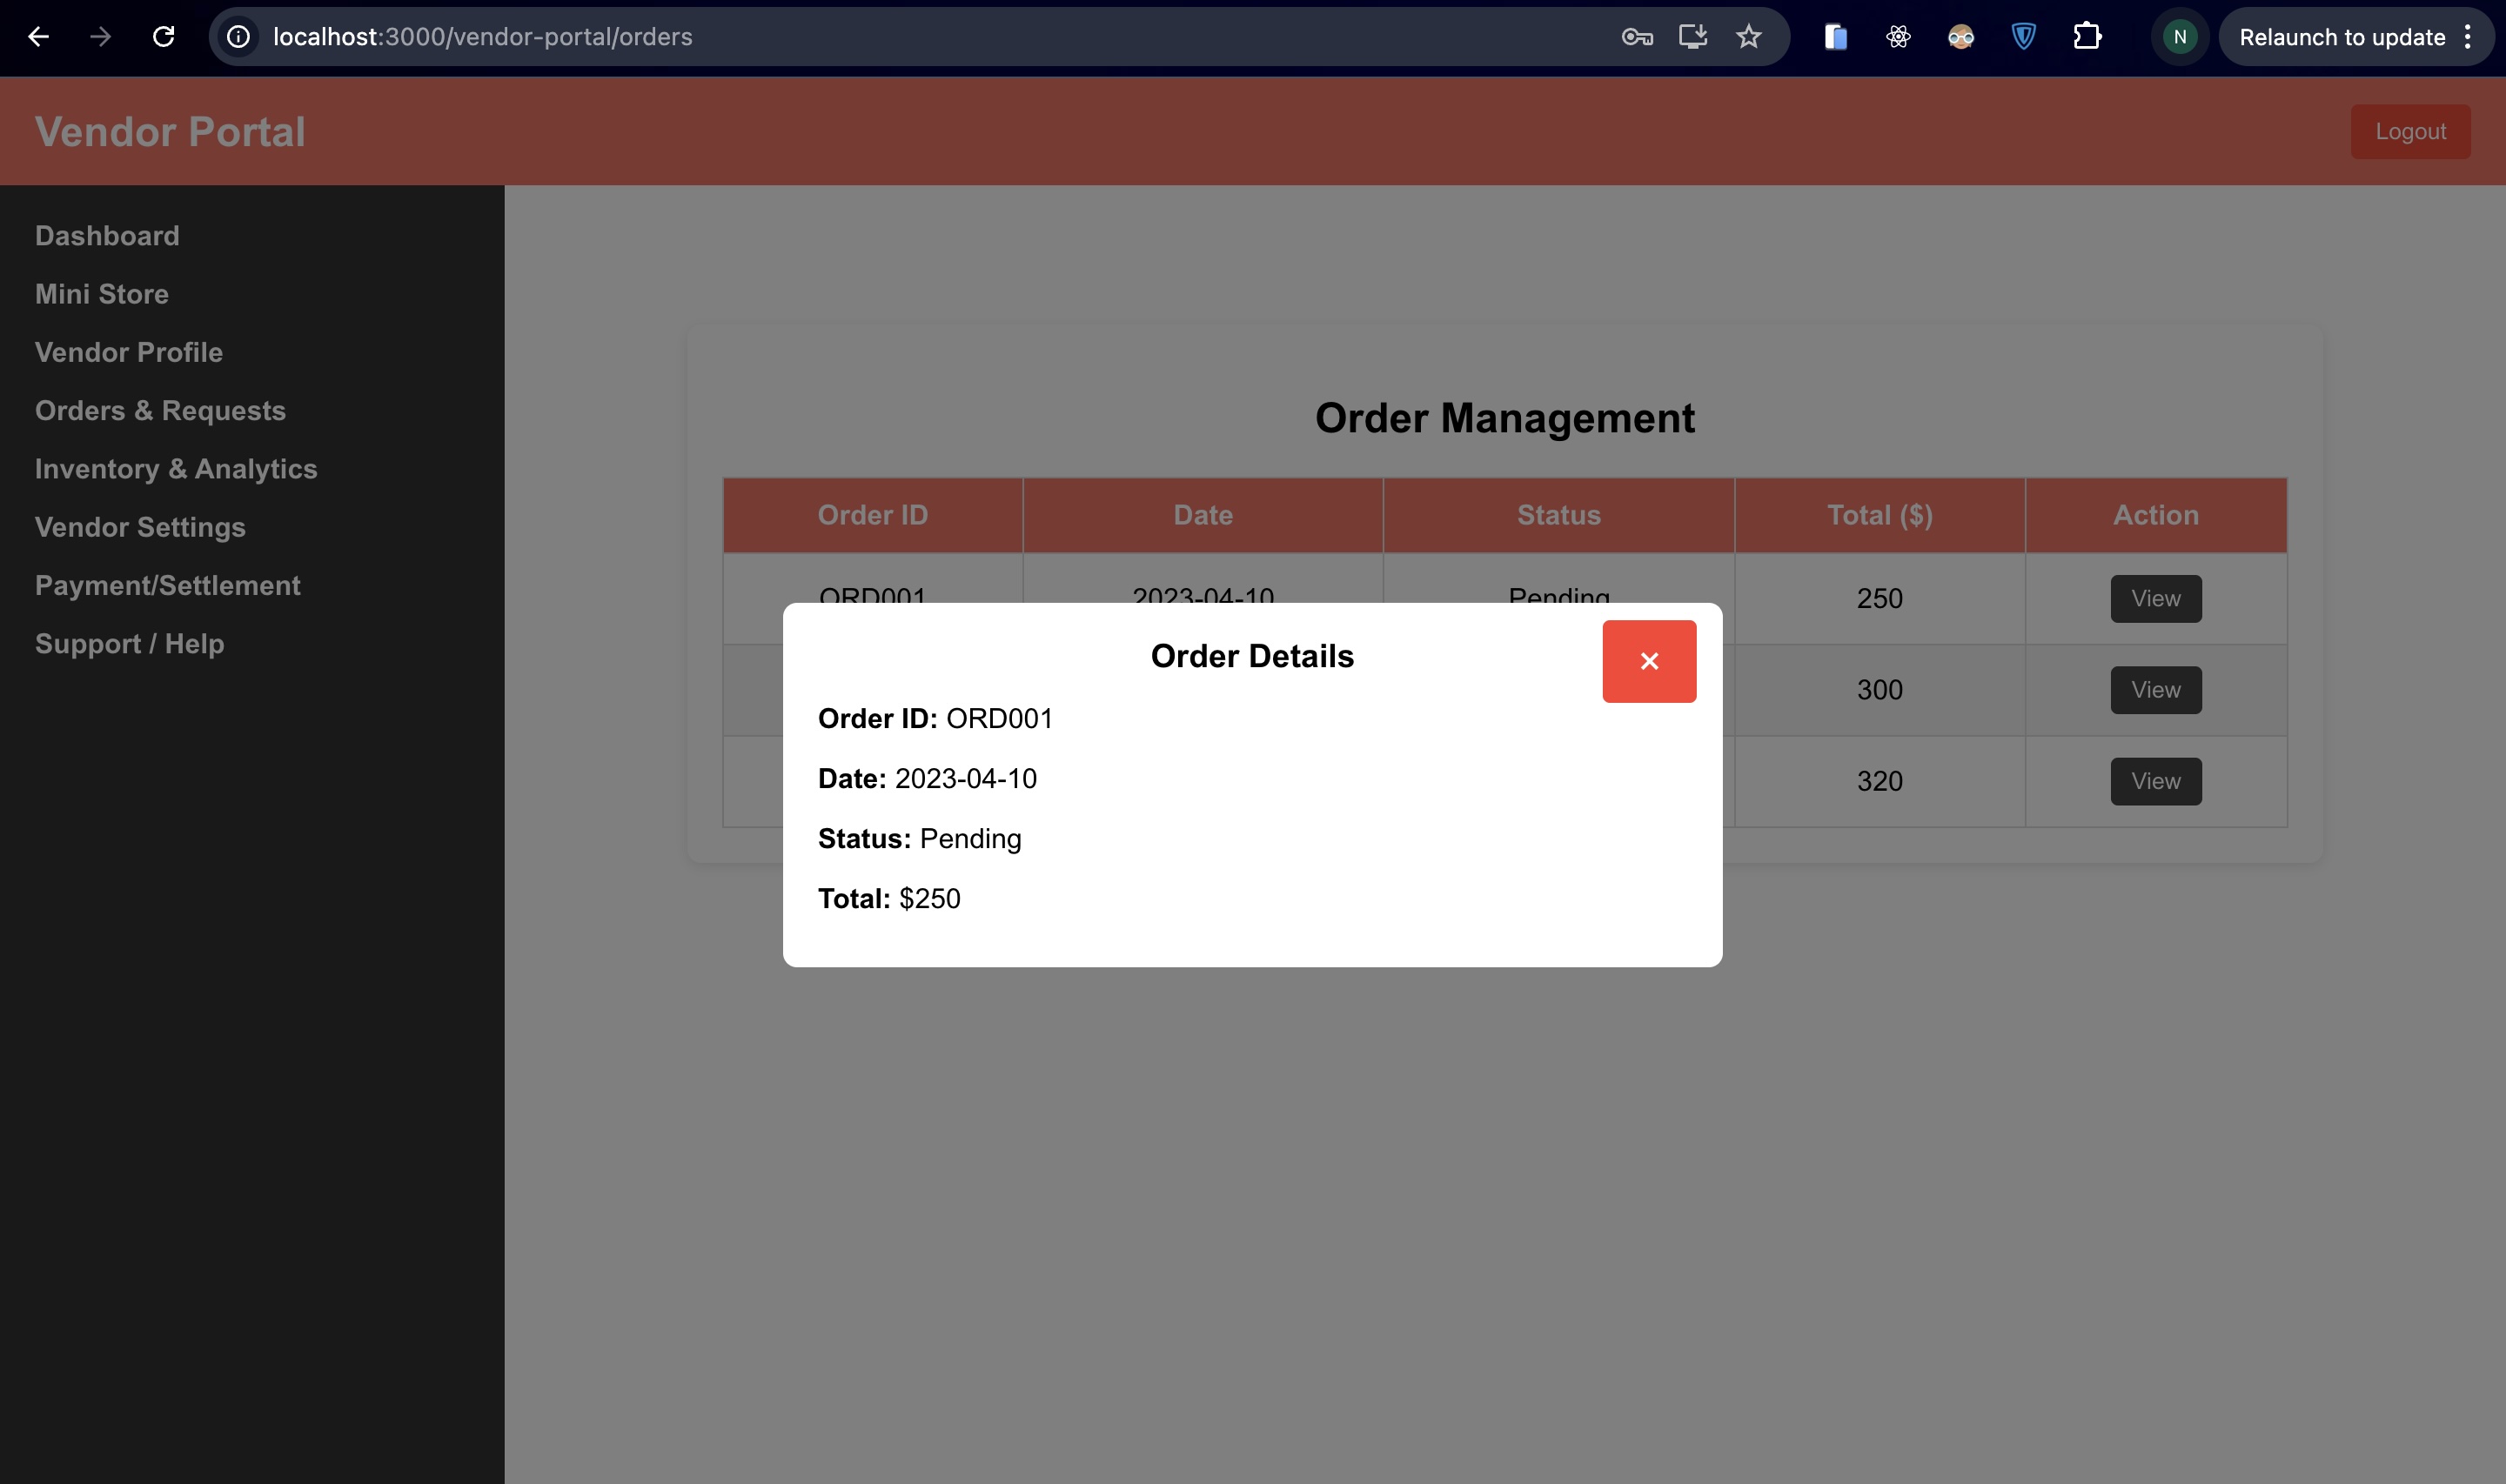 localhost:3000/vendor-portal/orders
N
Relaunch to update
Vendor Portal
Logout
Dashboard
Mini Store
Vendor Profile
Orders & Requests
Inventory & Analytics
Vendor Settings
Payment/Settlement
Support / Help
Order Management
Order ID Date Status Total ($) Action
ORD001 2023-04-10 Pending 250 View
300 View
320 View
Order Details
×
Order ID: ORD001
Date: 2023-04-10
Status: Pending
Total: $250